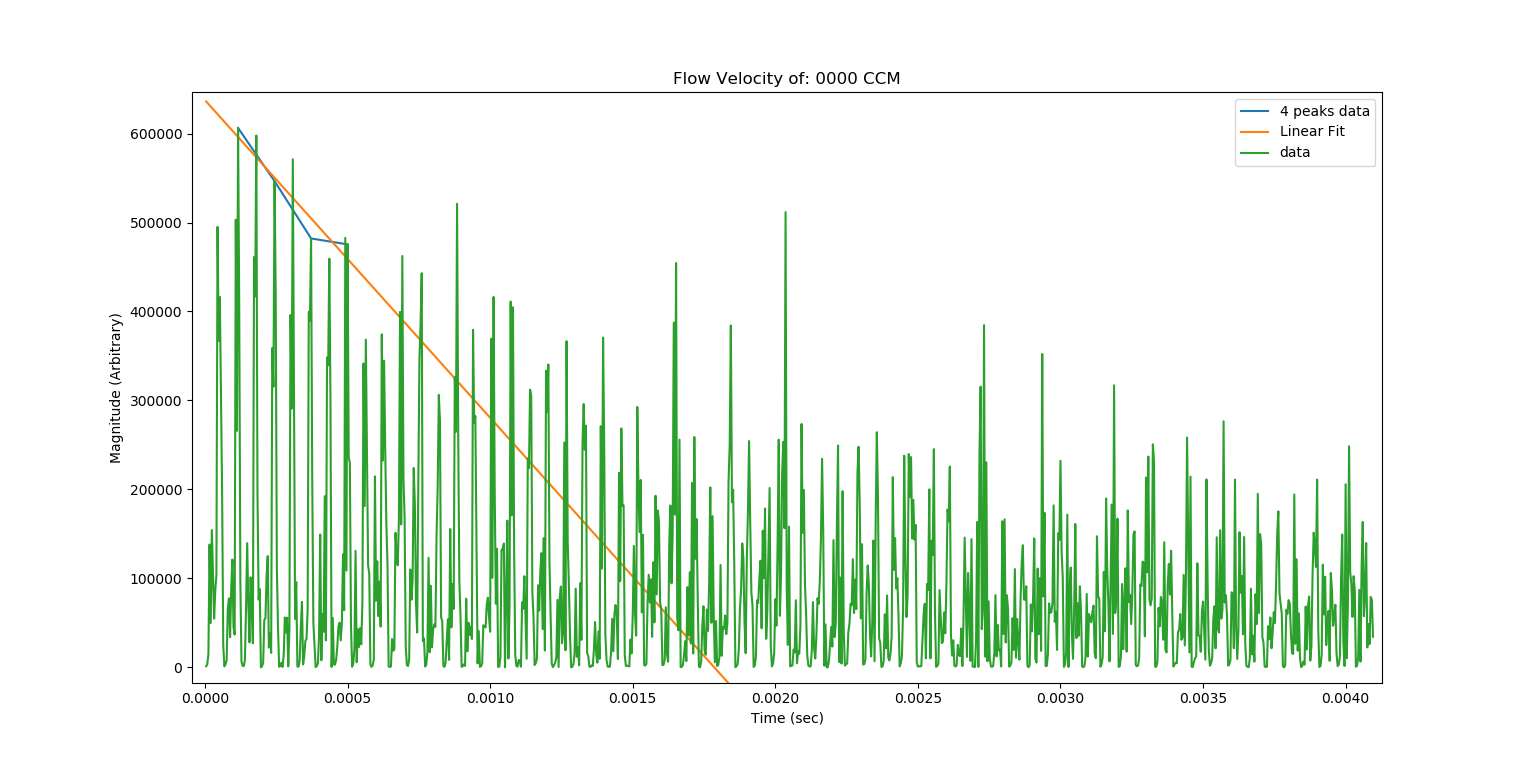 Flow Velocity of: 0000 CCM
4 peaks data
Linear Fit
data
Magnitude (Arbitrary)
600000
500000
400000
300000
200000
100000
0
0.0000 0.0005 0.0010 0.0015 0.0020 0.0025 0.0030 0.0035 0.0040
Time (sec)